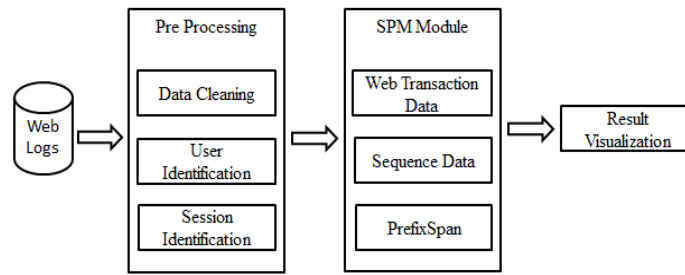 Web
Logs
Pre Processing
Data Cleaning
User
Identification
Session
Identification
SPM Module
Web Transaction
Data
Sequence Data
PrefixSpan
Result
Visualization